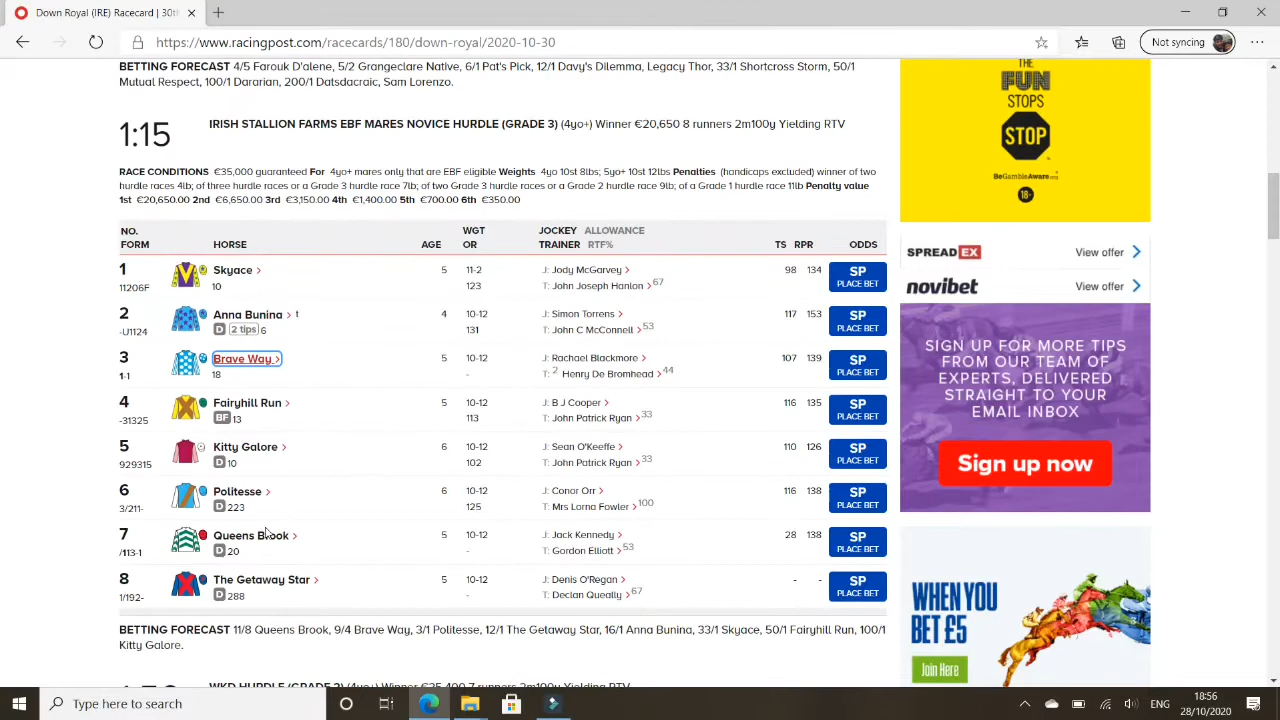 Down Royal (IRE) | 30th
https://www.racingpost.com/racecards/180/down-royal/2020-10-30
Not syncing
BETTING FORECAST 4/5 Farouk D'alene, 5/2 Grangeclare Native, 6/1 Pat's Pick, 12/1 Davy's Dilemma, Legacy Thor, 33/1 Shortcross Storm, 50/1
Mutual Respect, 100/1 Dararian, 200/1 Daisdacraic, Sam Lorenzo.
1:15
IRISH STALLION FARMS EBF MARES NOVICE HURDLE (GRADE 3) (4yo+) Winner €20,650 8 runners 2m100y Yielding RTV
RACE CONDITIONS €35,000 guaranteed For 4yo+ mares only that are EBF eligible Weights 4yo 10st 8lbs; 5yo+ 10st 12lbs Penalties (handicaps excluded) winner of two
hurdle races 4lb; of three hurdle races or a Grade 3 hurdle race 7lb; of two Grade 3 hurdle races or a Grade 2 hurdle race 9lb; of a Grade 1 hurdle race 11lb Penalty value
1st €20,650.00 2nd €6,650.00 3rd €3,150.00 4th €1,400.00 5th €700.00 6th €350.00
NO. WGT JOCKEY ALLOWANCE
FORM HORSE AGE OR TRAINER RTF% TS RPR ODDS
1 Skyace > 5 11-2 J: Jody McGarvey > 98 134 SP
11206F 10 123 T: John Joseph Hanlon > 67 PLACE BET
2 Anna Bunina > t 4 10-12 J: Simon Torrens > 117 153 SP
-U1124 D 2 tips 6 131 T: John C McConnell > 53 PLACE BET
3 Brave Way > 5 10-12 J: Rachael Blackmore > 107 139 SP
1-1 18 - T: 2 Henry De Bromhead > 44 PLACE BET
4 Fairyhill Run > 5 10-12 J: B J Cooper > 116 135 SP
-31325 BF 13 113 T: John Patrick Ryan > 33 PLACE BET
5 Kitty Galore > 6 10-12 J: Sean O'Keeffe > 110 126 SP
929315 D 10 102 T: John Patrick Ryan > 33 PLACE BET
6 Politesse > 6 10-12 J: Conor Orr > 116 138 SP
3/211- D 223 125 T: Mrs Lorna Fowler > 100 PLACE BET
7 Queens Brook > 5 10-12 J: Jack Kennedy > 28 138 SP
/113-1 D 20 - T: Gordon Elliott > 53 PLACE BET
8 The Getaway Star > 5 10-12 J: Denis O'Regan > - - SP
1/192- D 288 - T: Declan Queally > 67 PLACE BET
BETTING FORECAST 11/8 Queens Brook, 9/4 Brave Way, 3/1 Politesse, 12/1 The Getaway Star, 16/1 Anna Bunina, 33/1 Skyace, 50/1 Fairyhill Run, 100/1
Kitty Galore.
THE
FUN
STOPS
STOP
BeGambleAware.org
18+
SPREADEX View offer
novibet View offer
SIGN UP FOR MORE TIPS
FROM OUR TEAM OF
EXPERTS, DELIVERED
STRAIGHT TO YOUR
EMAIL INBOX
Sign up now
WHEN YOU
BET £5
Join Here
Type here to search
ENG
18:56
28/10/2020